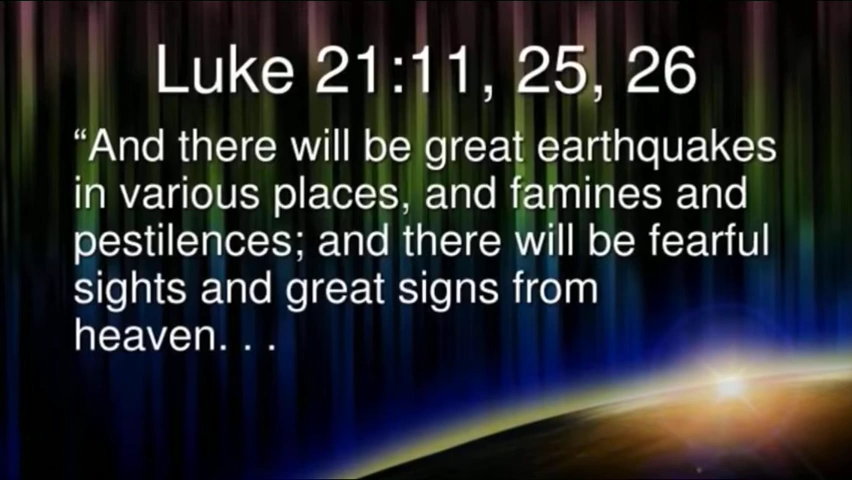 Luke 21:11, 25, 26
“And there will be great earthquakes
in various places, and famines and
pestilences; and there will be fearful
sights and great signs from
heaven. . .